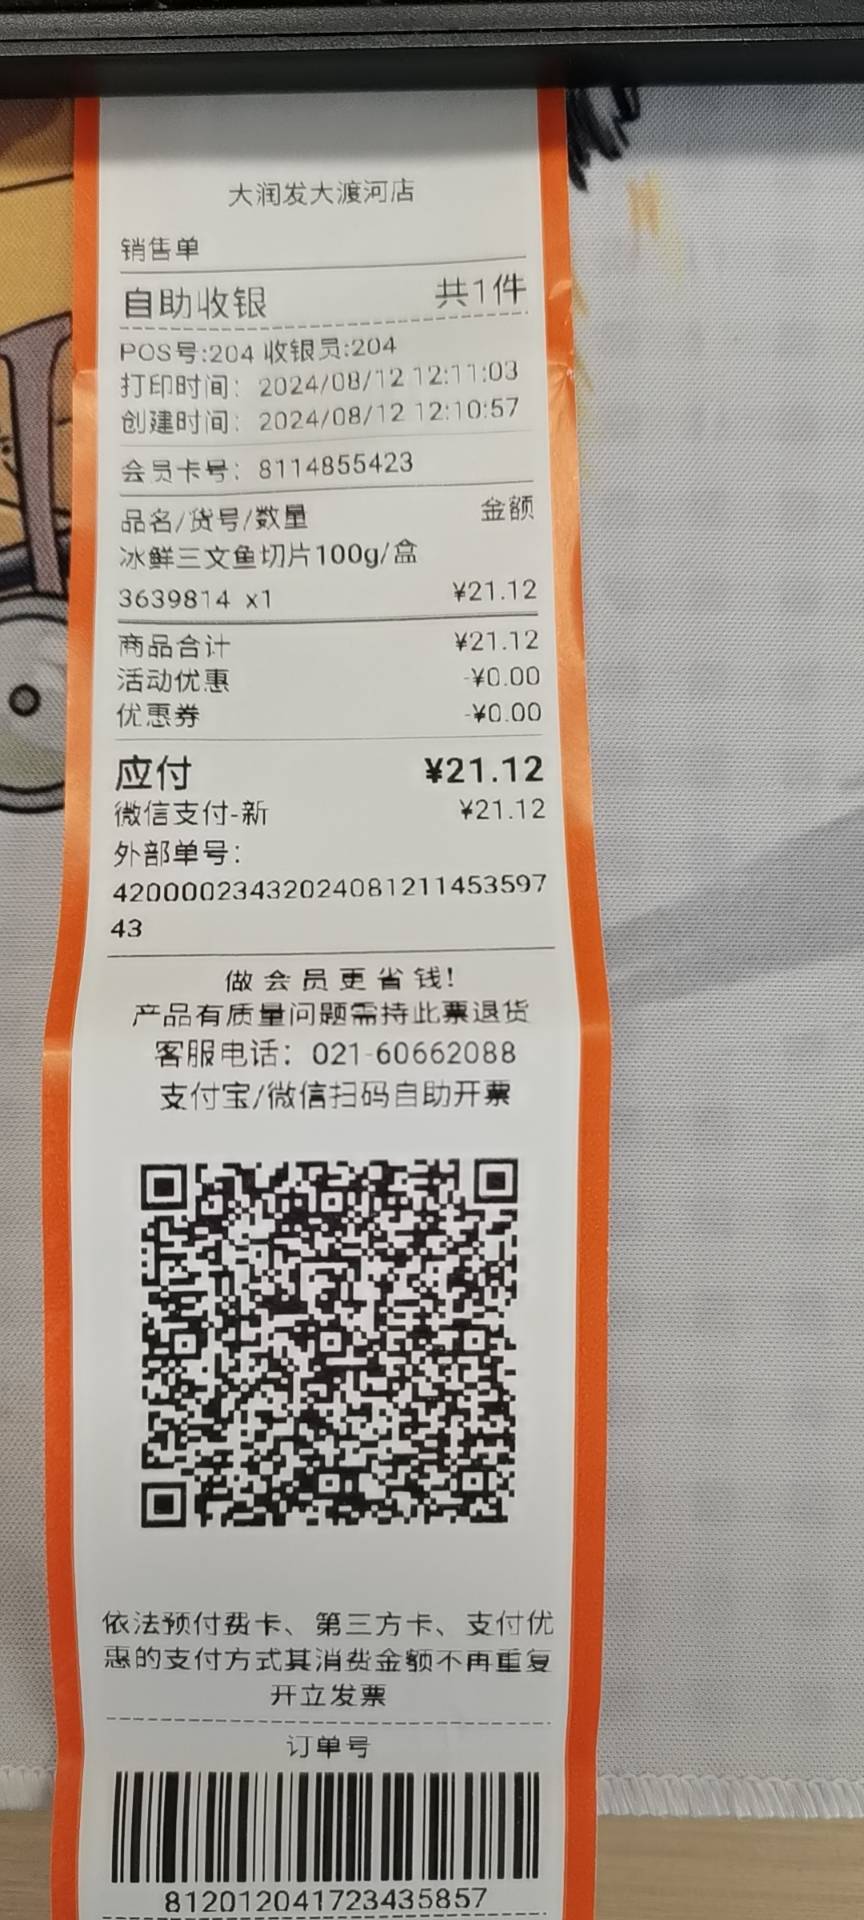 大润发大渡河店
销售单
自助收银 共1件
POS号:204 收银员:204
打印时间: 2024/08/12 12:11:03
创建时间: 2024/08/12 12:10:57
会员卡号: 8114855423
品名/货号/数量 金额
冰鲜三文鱼切片100g/盒
3639814 x1 ¥21.12
商品合计 ¥21.12
活动优惠 -¥0.00
优惠券 -¥0.00
应付 ¥21.12
微信支付-新 ¥21.12
外部单号:
42000023432024081211453597
43
做会员更省钱!
产品有质量问题需持此票退货
客服电话: 021-60662088
支付宝/微信扫码自助开票
依法预付费卡、第三方卡、支付优
惠的支付方式其消费金额不再重复
开立发票
订单号
812012041723435857